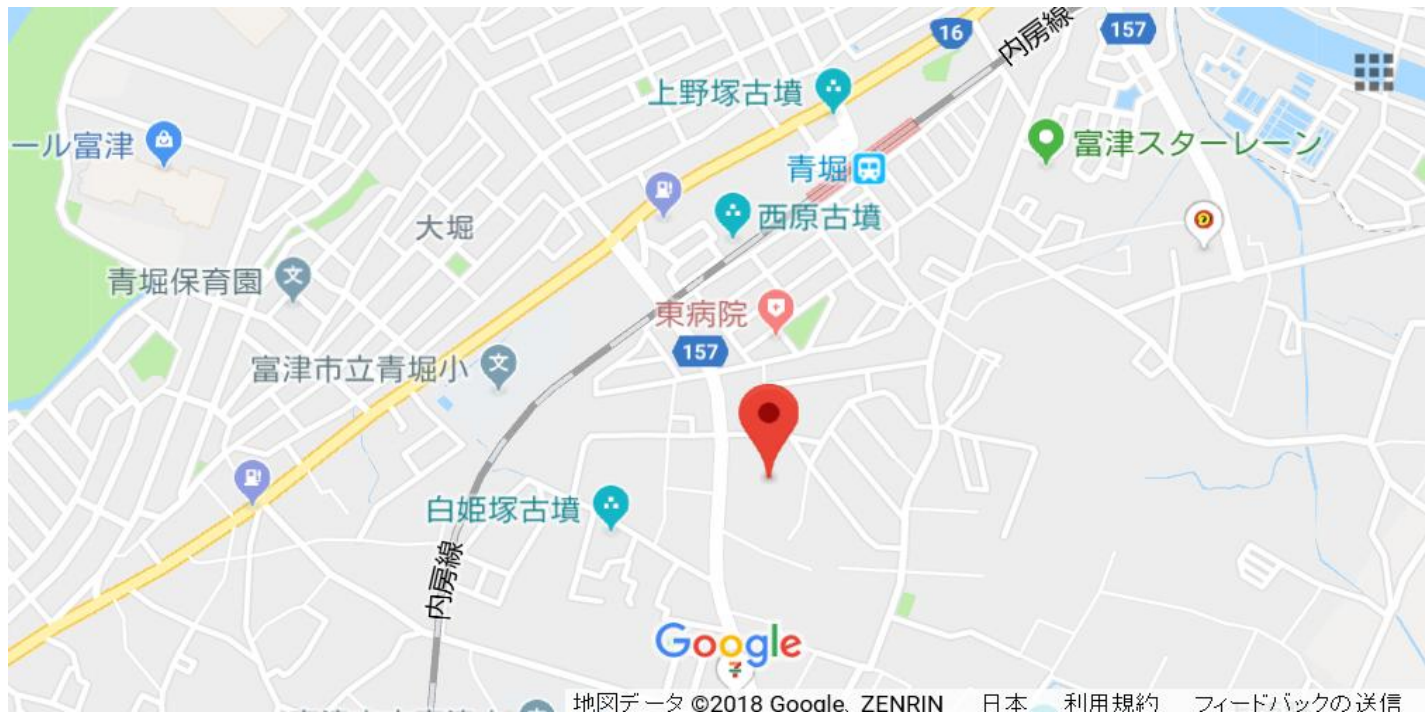 内房線
157
16
上野塚古墳
ール富津
富津スターレーン
青堀
西原古墳
大堀
青堀保育園
文
東病院
157
富津市立青堀小
文
白姫塚古墳
内房線
Google
7
地図データ ©2018 Google、ZENRIN 日本 利用規約 フィードバックの送信